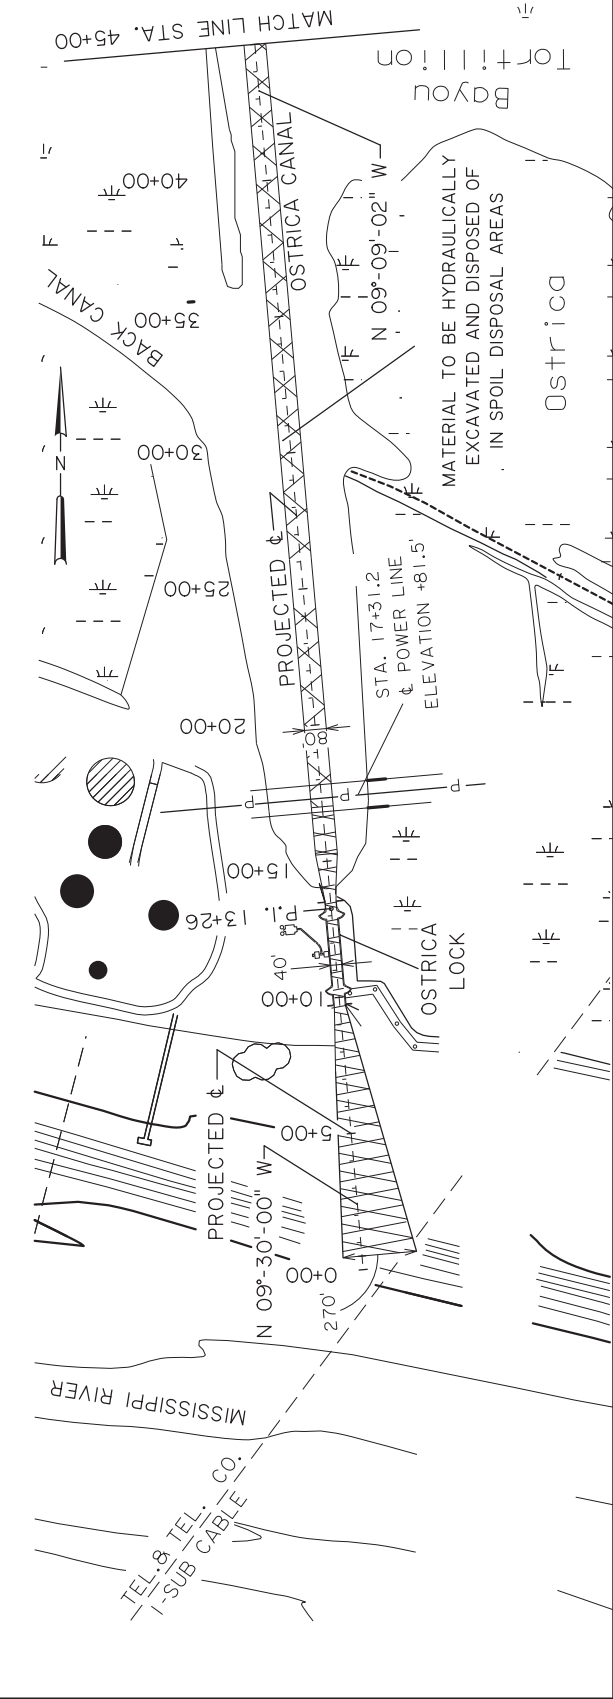 MATCH LINE STA. 45+00
Tortillion
Bayou
40+00
OSTRICA CANAL
N 09°-09'-02" W
BACK CANAL
35+00
MATERIAL TO BE HYDRAULICALLY
EXCAVATED AND DISPOSED OF
IN SPOIL DISPOSAL AREAS
Ostrica
N
30+00
PROJECTED ℄
25+00
STA. 17+31.2
℄ POWER LINE
ELEVATION +81.5'
20+00
80'
P
P
P
15+00
P.I. 13+26
40'
OSTRICA
LOCK
10+00
PROJECTED ℄
5+00
N 09°-30'-00" W
0+00
270'
MISSISSIPPI RIVER
TEL. & TEL. CO.
1-SUB CABLE